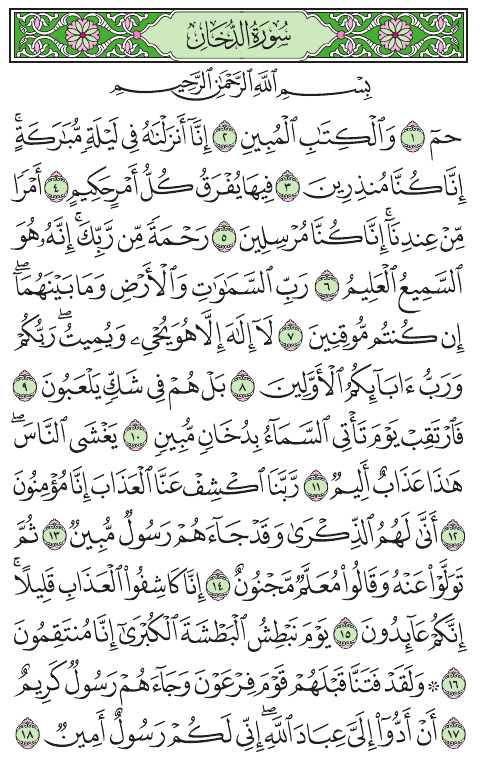 سُورَةُ الدُّخَانِ
بِسْمِ اللَّهِ الرَّحْمَٰنِ الرَّحِيمِ
حمٓ ١ وَٱلْكِتَٰبِ ٱلْمُبِينِ ٢ إِنَّآ أَنزَلْنَٰهُ فِي لَيْلَةٖ مُّبَٰرَكَةٍۚ
إِنَّا كُنَّا مُنذِرِينَ ٣ فِيهَا يُفْرَقُ كُلُّ أَمْرٍ حَكِيمٍ ٤ أَمْرٗا
مِّنْ عِندِنَآۚ إِنَّا كُنَّا مُرْسِلِينَ ٥ رَحْمَةٗ مِّن رَّبِّكَۚ إِنَّهُۥ هُوَ
ٱلسَّمِيعُ ٱلْعَلِيمُ ٦ رَبِّ ٱلسَّمَٰوَٰتِ وَٱلْأَرْضِ وَمَا بَيْنَهُمَآۖ
إِن كُنتُم مُّوقِنِينَ ٧ لَآ إِلَٰهَ إِلَّا هُوَ يُحْيِۦ وَيُمِيتُۖ رَبُّكُمْ
وَرَبُّ ءَابَآئِكُمُ ٱلْأَوَّلِينَ ٨ بَلْ هُمْ فِي شَكّٖ يَلْعَبُونَ ٩
فَٱرْتَقِبْ يَوْمَ تَأْتِي ٱلسَّمَآءُ بِدُخَانٖ مُّبِينٖ ١٠ يَغْشَى ٱلنَّاسَۖ
هَٰذَا عَذَابٌ أَلِيمٞ ١١ رَّبَّنَا ٱكْشِفْ عَنَّا ٱلْعَذَابَ إِنَّا مُؤْمِنُونَ
١٢ أَنَّىٰ لَهُمُ ٱلذِّكْرَىٰ وَقَدْ جَآءَهُمْ رَسُولٞ مُّبِينٞ ١٣ ثُمَّ
تَوَلَّوْاْ عَنْهُ وَقَالُواْ مُعَلَّمٞ مَّجْنُونٌ ١٤ إِنَّا كَاشِفُواْ ٱلْعَذَابِ قَلِيلًاۚ
إِنَّكُمْ عَآئِدُونَ ١٥ يَوْمَ نَبْطِشُ ٱلْبَطْشَةَ ٱلْكُبْرَىٰٓ إِنَّا مُنتَقِمُونَ
١٦ ۞ وَلَقَدْ فَتَنَّا قَبْلَهُمْ قَوْمَ فِرْعَوْنَ وَجَآءَهُمْ رَسُولٞ كَرِيمٌ
١٧ أَنْ أَدُّوٓاْ إِلَيَّ عِبَادَ ٱللَّهِۖ إِنِّي لَكُمْ رَسُولٌ أَمِينٞ ١٨